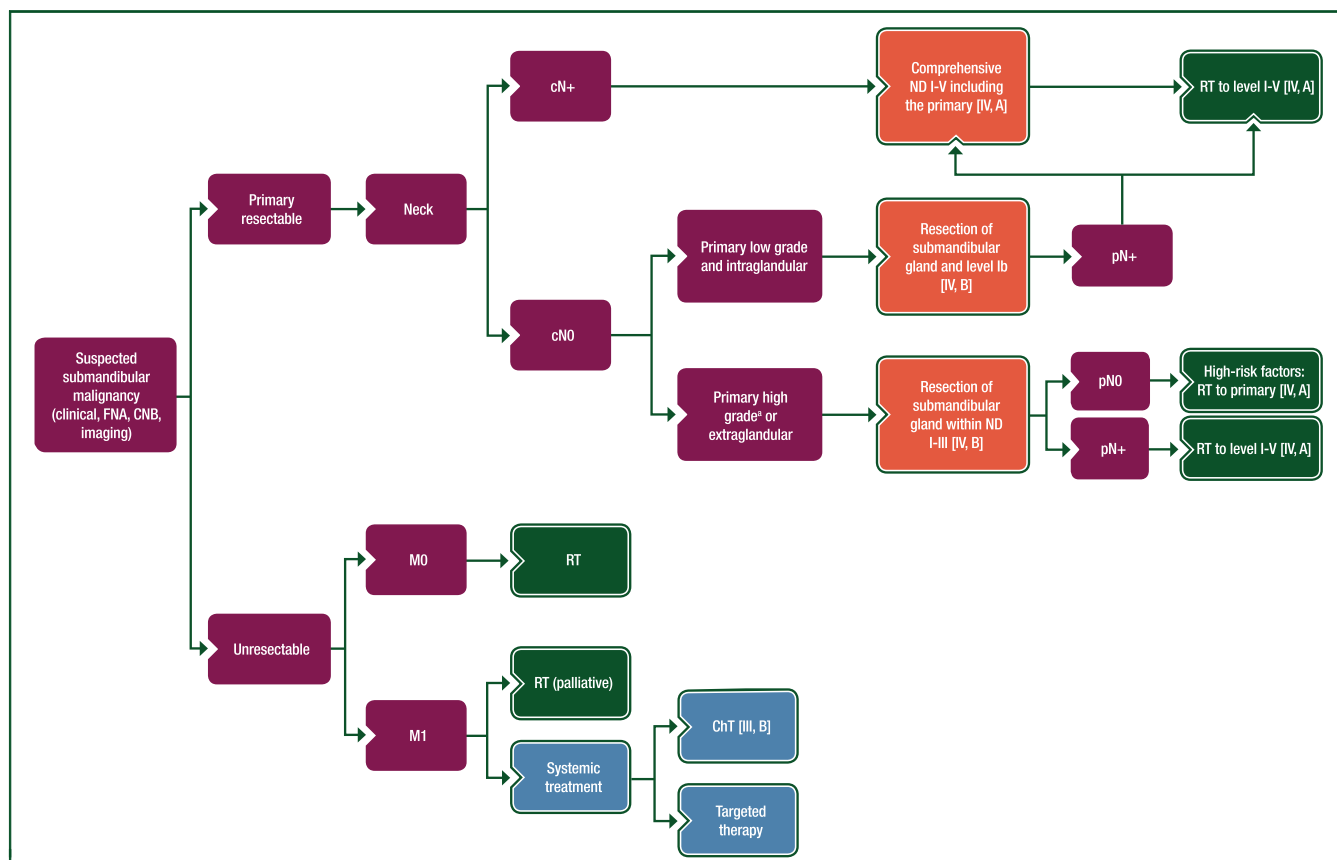 Suspected
submandibular
malignancy
(clinical, FNA, CNB,
imaging)
Primary
resectable
Neck
cN+
Comprehensive
ND I-V including
the primary [IV, A]
RT to level I-V [IV, A]
cN0
Primary low grade
and intraglandular
Resection of
submandibular
gland and level Ib
[IV, B]
pN+
Primary high
gradeᵃ or
extraglandular
Resection of
submandibular
gland within ND
I-III [IV, B]
pN0
High-risk factors:
RT to primary [IV, A]
pN+
RT to level I-V [IV, A]
Unresectable
M0
RT
M1
RT (palliative)
Systemic
treatment
ChT [III, B]
Targeted
therapy